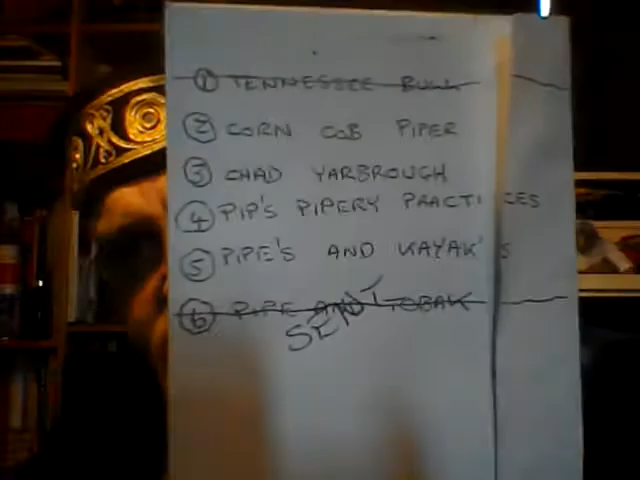 ① TENNESSEE BULL
② CORN COB PIPER
③ CHAD YARBROUGH
④ PIP'S PIPERY PRACTICES
⑤ PIPE'S AND KAYAK'S
⑥ PIPE AND TOBAK
SENT